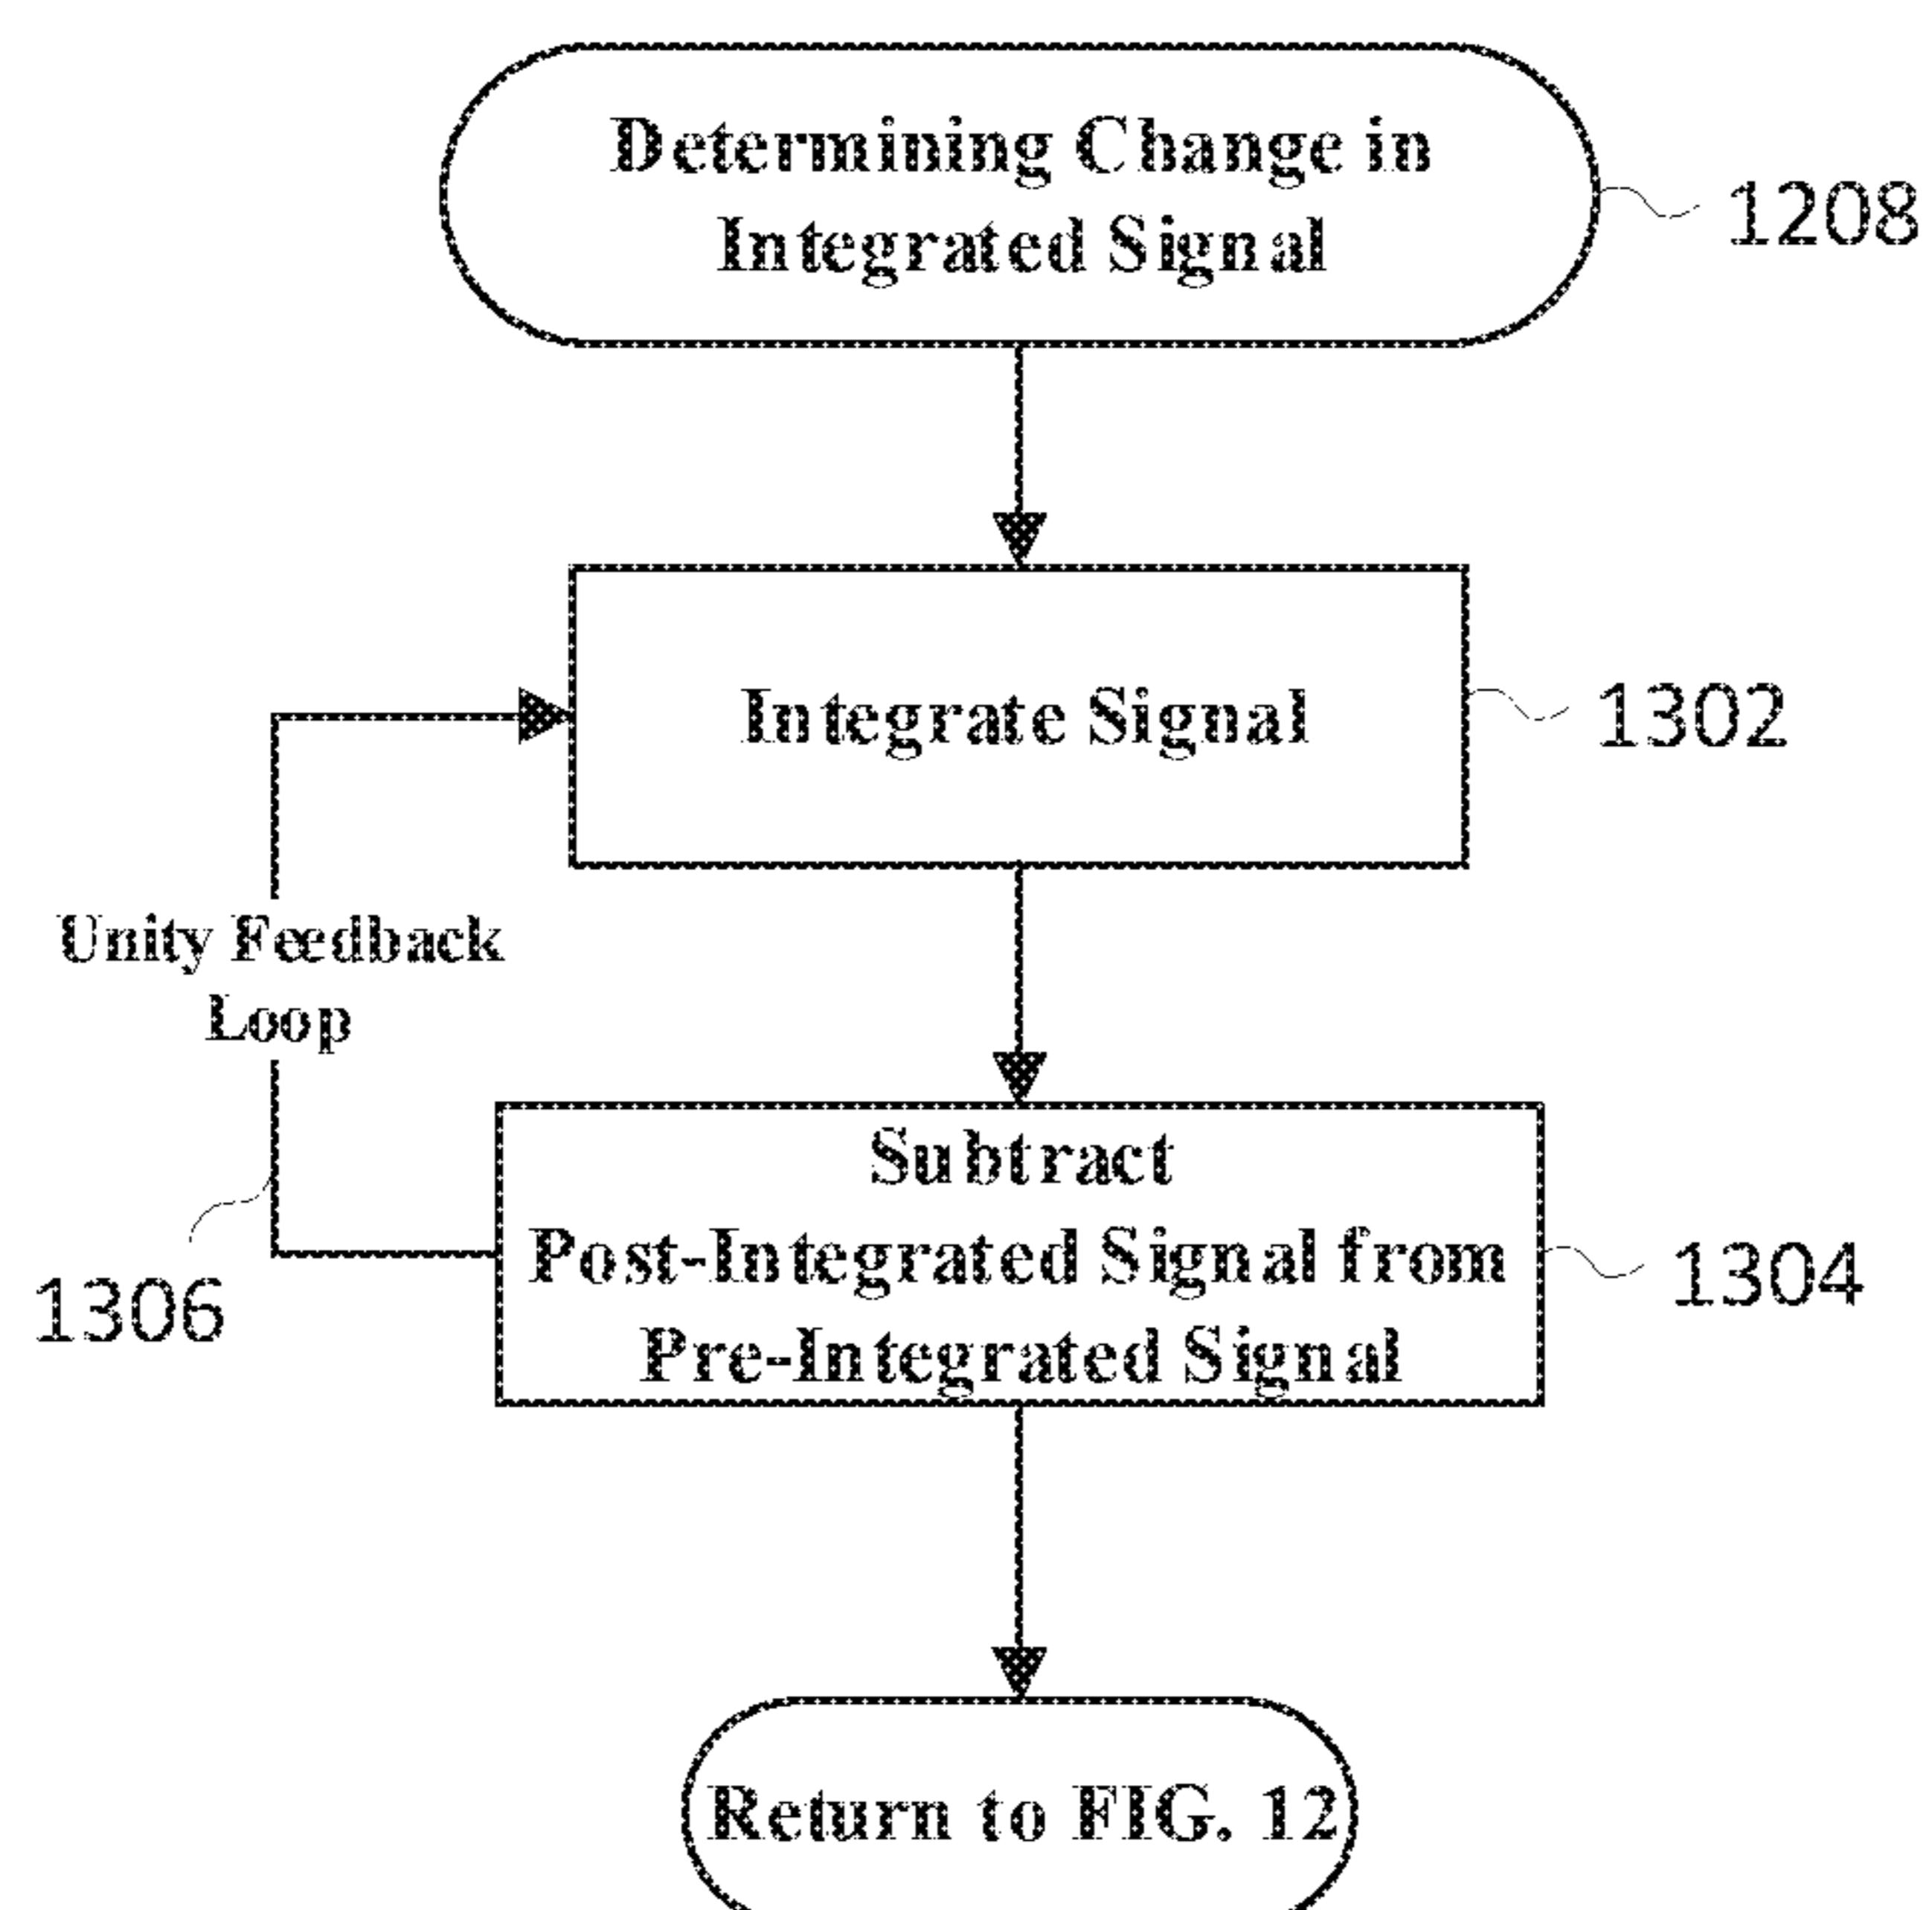 Determining Change in
Integrated Signal
1208
Integrate Signal
1302
Unity Feedback
Loop
Subtract
Post-Integrated Signal from
Pre-Integrated Signal
1304
1306
Return to FIG. 12